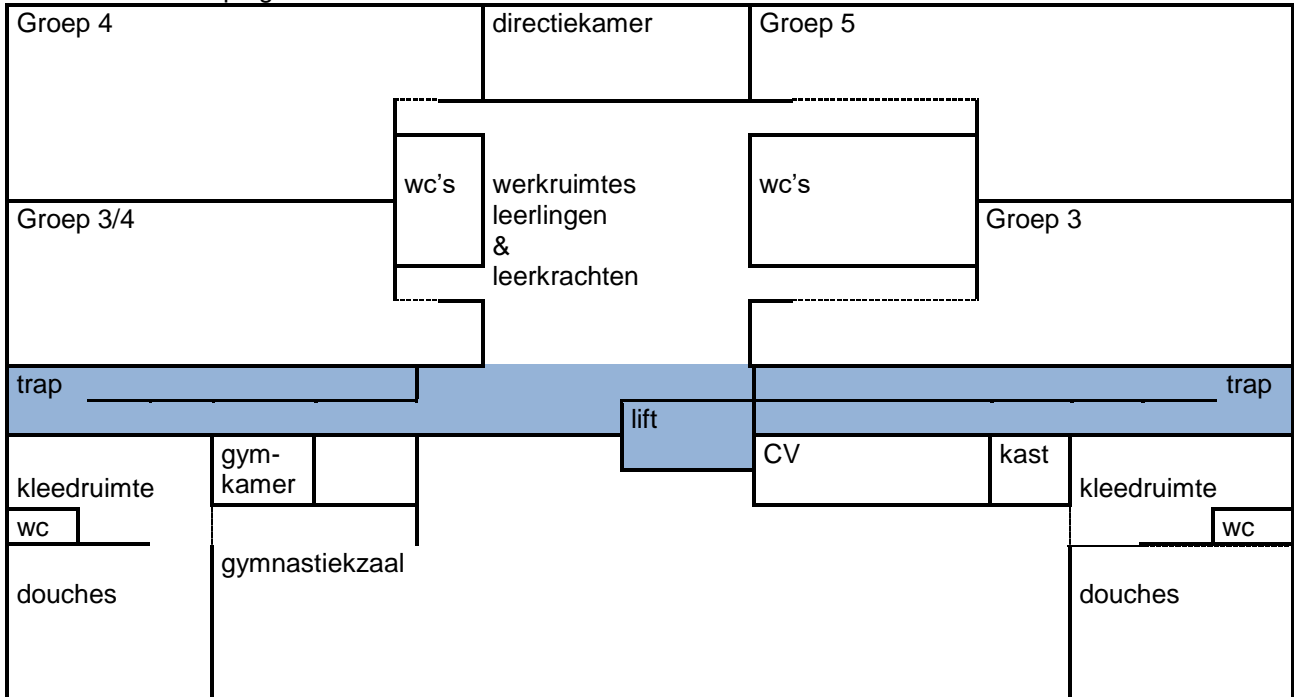 Groep 4
directiekamer
Groep 5
wc's
werkruimtes
leerlingen
&
leerkrachten
wc's
Groep 3/4
Groep 3
trap
trap
lift
gym-
kamer
CV
kast
kleedruimte
kleedruimte
wc
wc
gymnastiekzaal
douches
douches